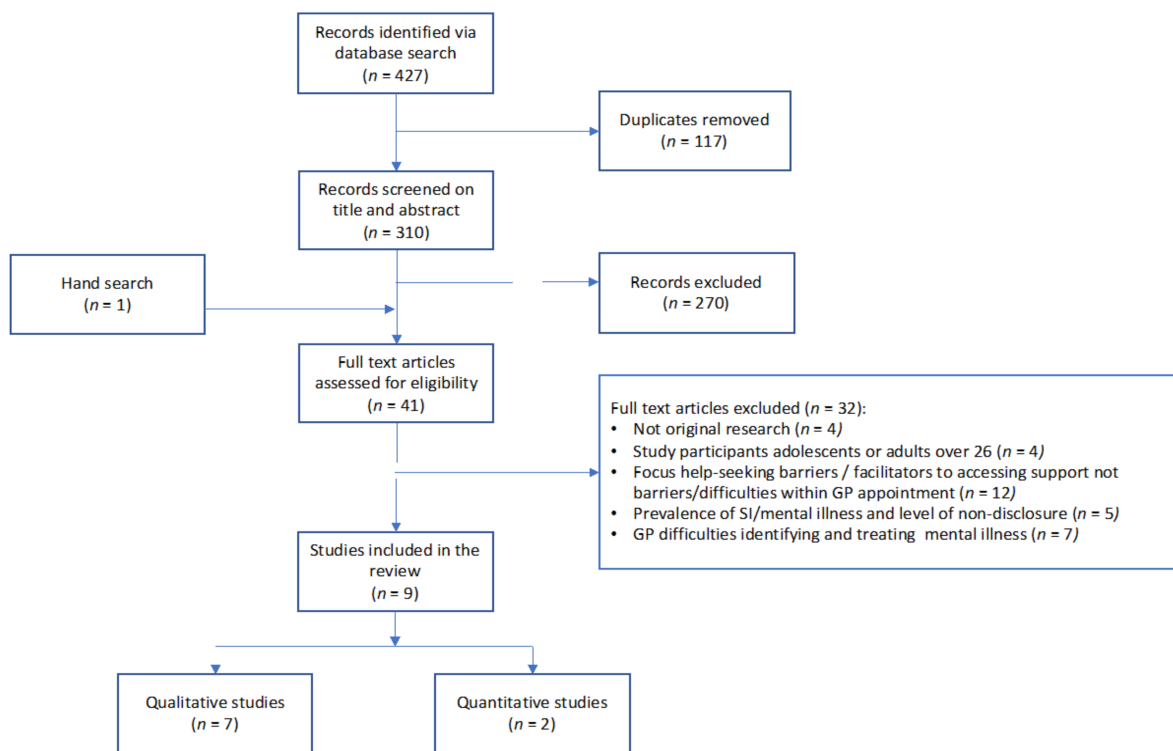 Records identified via
database search
(n = 427)
Duplicates removed
(n = 117)
Records screened on
title and abstract
(n = 310)
Hand search
(n = 1)
Records excluded
(n = 270)
Full text articles
assessed for eligibility
(n = 41)
Full text articles excluded (n = 32):
• Not original research (n = 4)
• Study participants adolescents or adults over 26 (n = 4)
• Focus help-seeking barriers / facilitators to accessing support not
barriers/difficulties within GP appointment (n = 12)
• Prevalence of SI/mental illness and level of non-disclosure (n = 5)
• GP difficulties identifying and treating mental illness (n = 7)
Studies included in the
review
(n = 9)
Qualitative studies
(n = 7)
Quantitative studies
(n = 2)